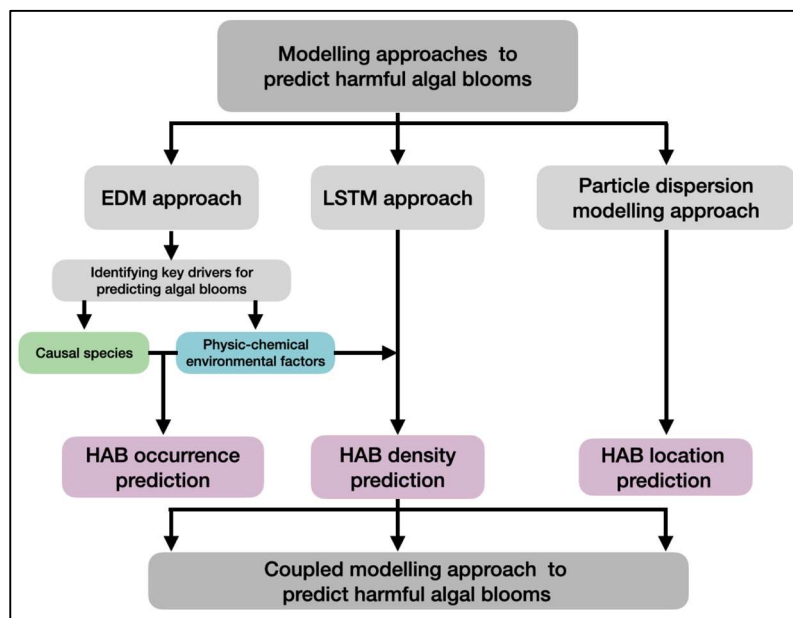 Modelling approaches to
predict harmful algal blooms
EDM approach
LSTM approach
Particle dispersion
modelling approach
Identifying key drivers for
predicting algal blooms
Causal species
Physic-chemical
environmental factors
HAB occurrence
prediction
HAB density
prediction
HAB location
prediction
Coupled modelling approach to
predict harmful algal blooms